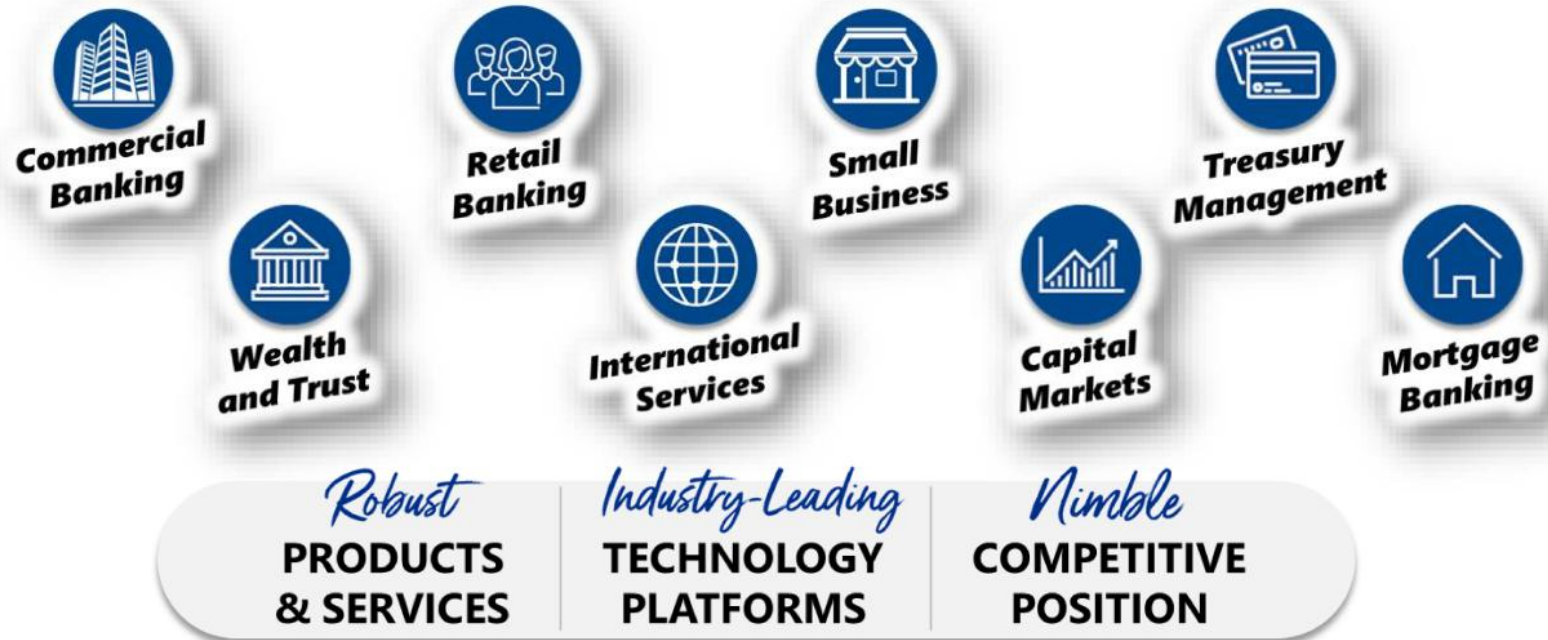 Commercial
Banking
Retail
Banking
Small
Business
Treasury
Management
Wealth
and Trust
International
Services
Capital
Markets
Mortgage
Banking
Robust
PRODUCTS
& SERVICES
Industry-Leading
TECHNOLOGY
PLATFORMS
Nimble
COMPETITIVE
POSITION